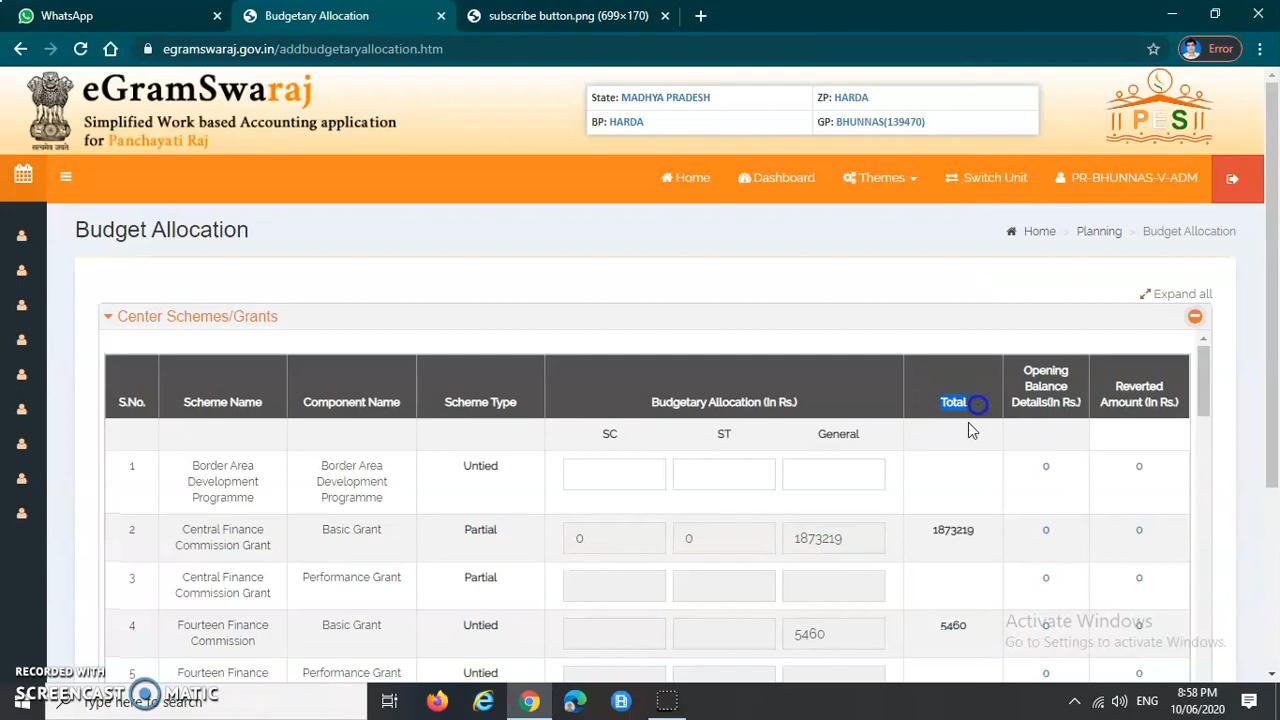 WhatsApp
Budgetary Allocation
subscribe button.png (699×170)
egramswaraj.gov.in/addbudgetaryallocation.htm
Error
eGramSwaraj
Simplified Work based Accounting application
for Panchayati Raj
सत्यमेव जयते
State: MADHYA PRADESH
ZP: HARDA
BP: HARDA
GP: BHUNNAS(139470)
PES
Home
Dashboard
Themes
Switch Unit
PR-BHUNNAS-V-ADM
Budget Allocation
Home > Planning > Budget Allocation
Expand all
Center Schemes/Grants
S.No. Scheme Name Component Name Scheme Type Budgetary Allocation (In Rs.) Total Opening Balance Details(In Rs.) Reverted Amount (In Rs.)
SC ST General
1 Border Area Development Programme Border Area Development Programme Untied 0 0
2 Central Finance Commission Grant Basic Grant Partial 0 0 1873219 1873219 0 0
3 Central Finance Commission Grant Performance Grant Partial 0 0
4 Fourteen Finance Commission Basic Grant Untied 5460 5460 0 0
5 Fourteen Finance Performance Grant Untied 0 0
Activate Windows
Go to Settings to activate Windows.
RECORDED WITH
SCREENCAST MATIC
Type here to search
ENG
8:58 PM
10/06/2020